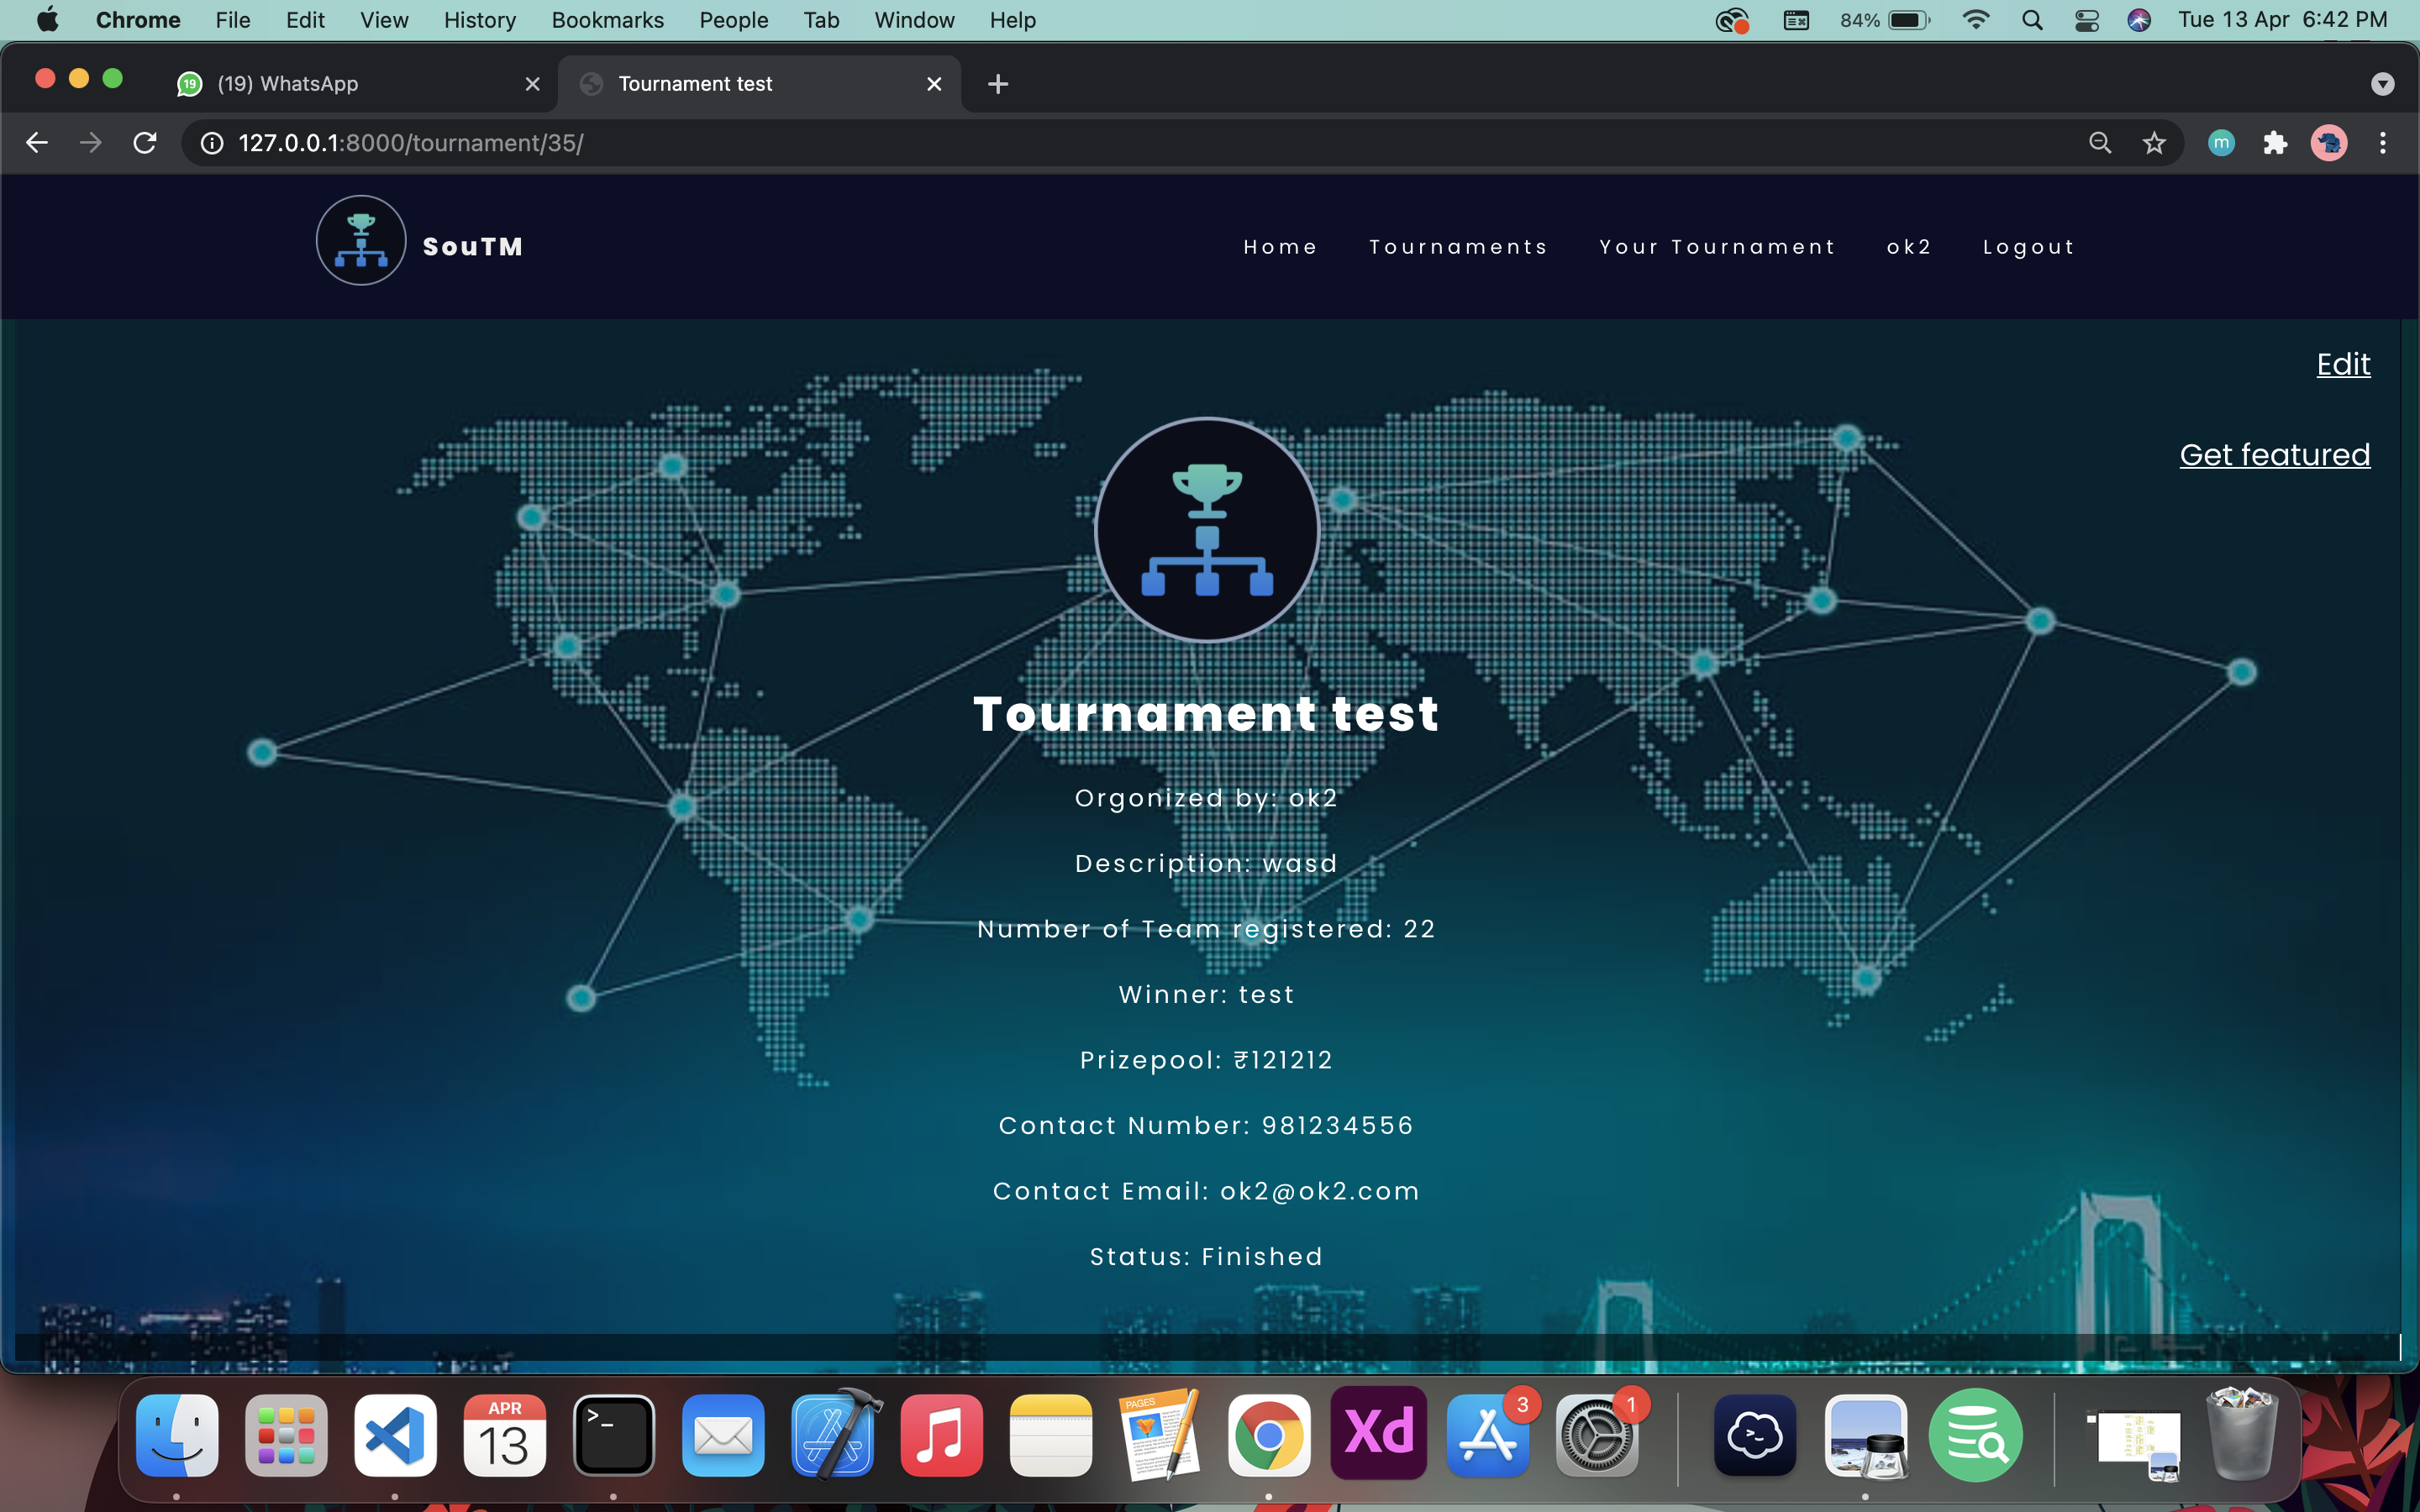 Chrome File Edit View History Bookmarks People Tab Window Help 84% Tue 13 Apr 6:42 PM
19 (19) WhatsApp Tournament test
127.0.0.1:8000/tournament/35/ m
SouTM Home Tournaments Your Tournament ok2 Logout
Edit
Get featured
Tournament test
Orgonized by: ok2
Description: wasd
Number of Team registered: 22
Winner: test
Prizepool: ₹121212
Contact Number: 981234556
Contact Email: ok2@ok2.com
Status: Finished
APR PAGES 3 1
13 >_ Xd >_